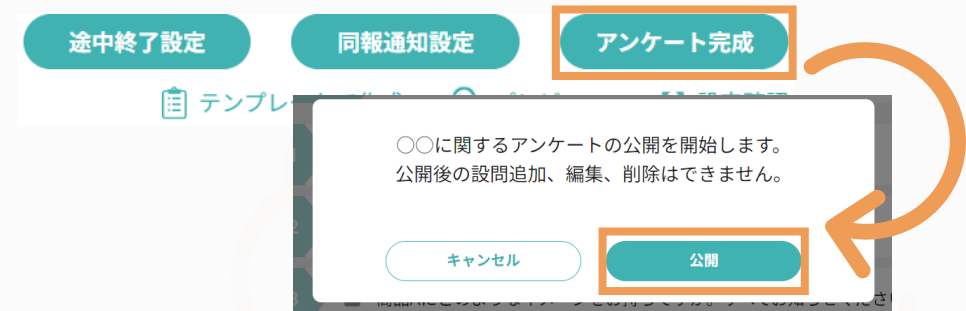 途中終了設定
同報通知設定
アンケート完成
テンプレ
○○に関するアンケートの公開を開始します。
公開後の設問追加、編集、削除はできません。
キャンセル
公開
2
3